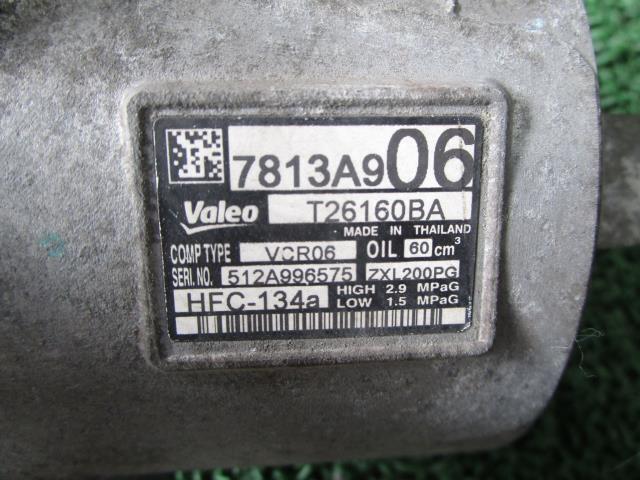 7813A906
Valeo T26160BA
MADE IN THAILAND
COMP TYPE VCR06 OIL 60 cm³
SERI. NO. 512A996575 ZXL200PG
HFC-134a HIGH 2.9 MPaG
LOW 1.5 MPaG